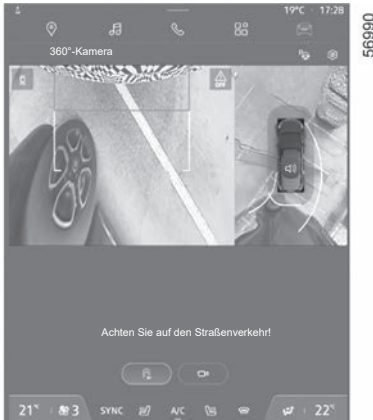 19°C 17:28
360°-Kamera
OFF
Achten Sie auf den Straßenverkehr!
21° 3 SYNC A/C 22°
56990